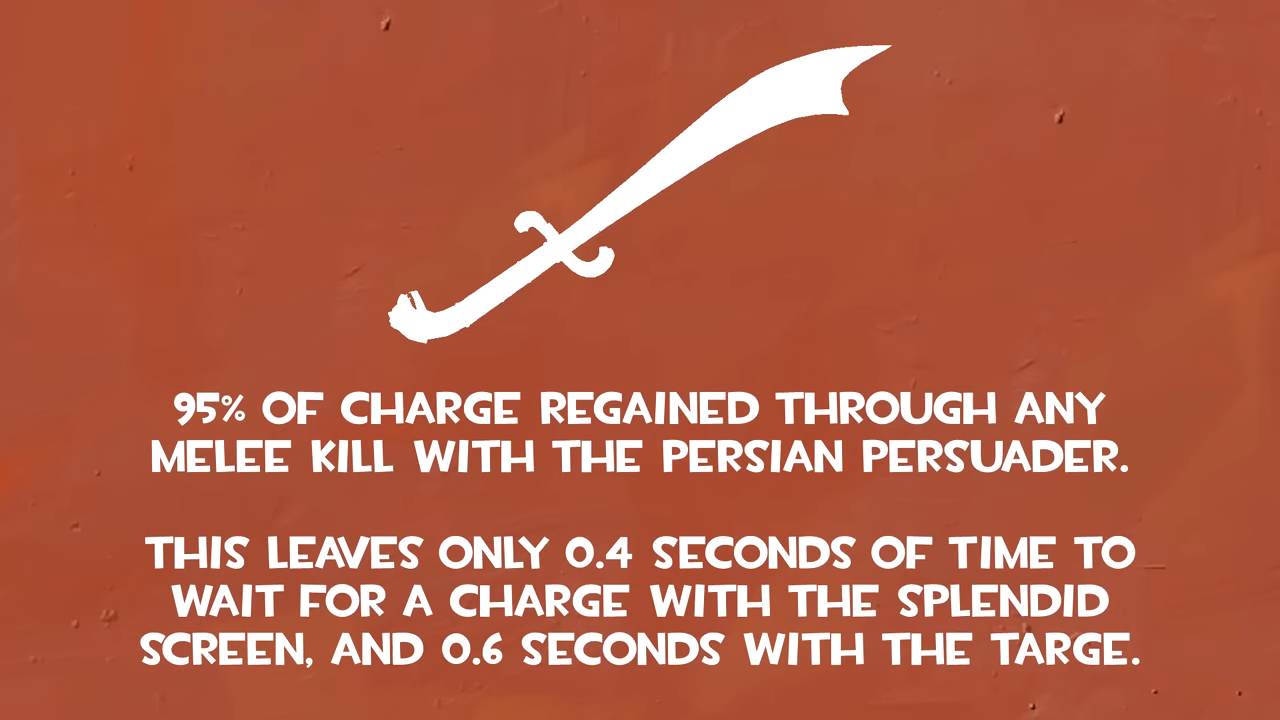 95% OF CHARGE REGAINED THROUGH ANY
MELEE KILL WITH THE PERSIAN PERSUADER.
THIS LEAVES ONLY 0.4 SECONDS OF TIME TO
WAIT FOR A CHARGE WITH THE SPLENDID
SCREEN, AND 0.6 SECONDS WITH THE TARGE.